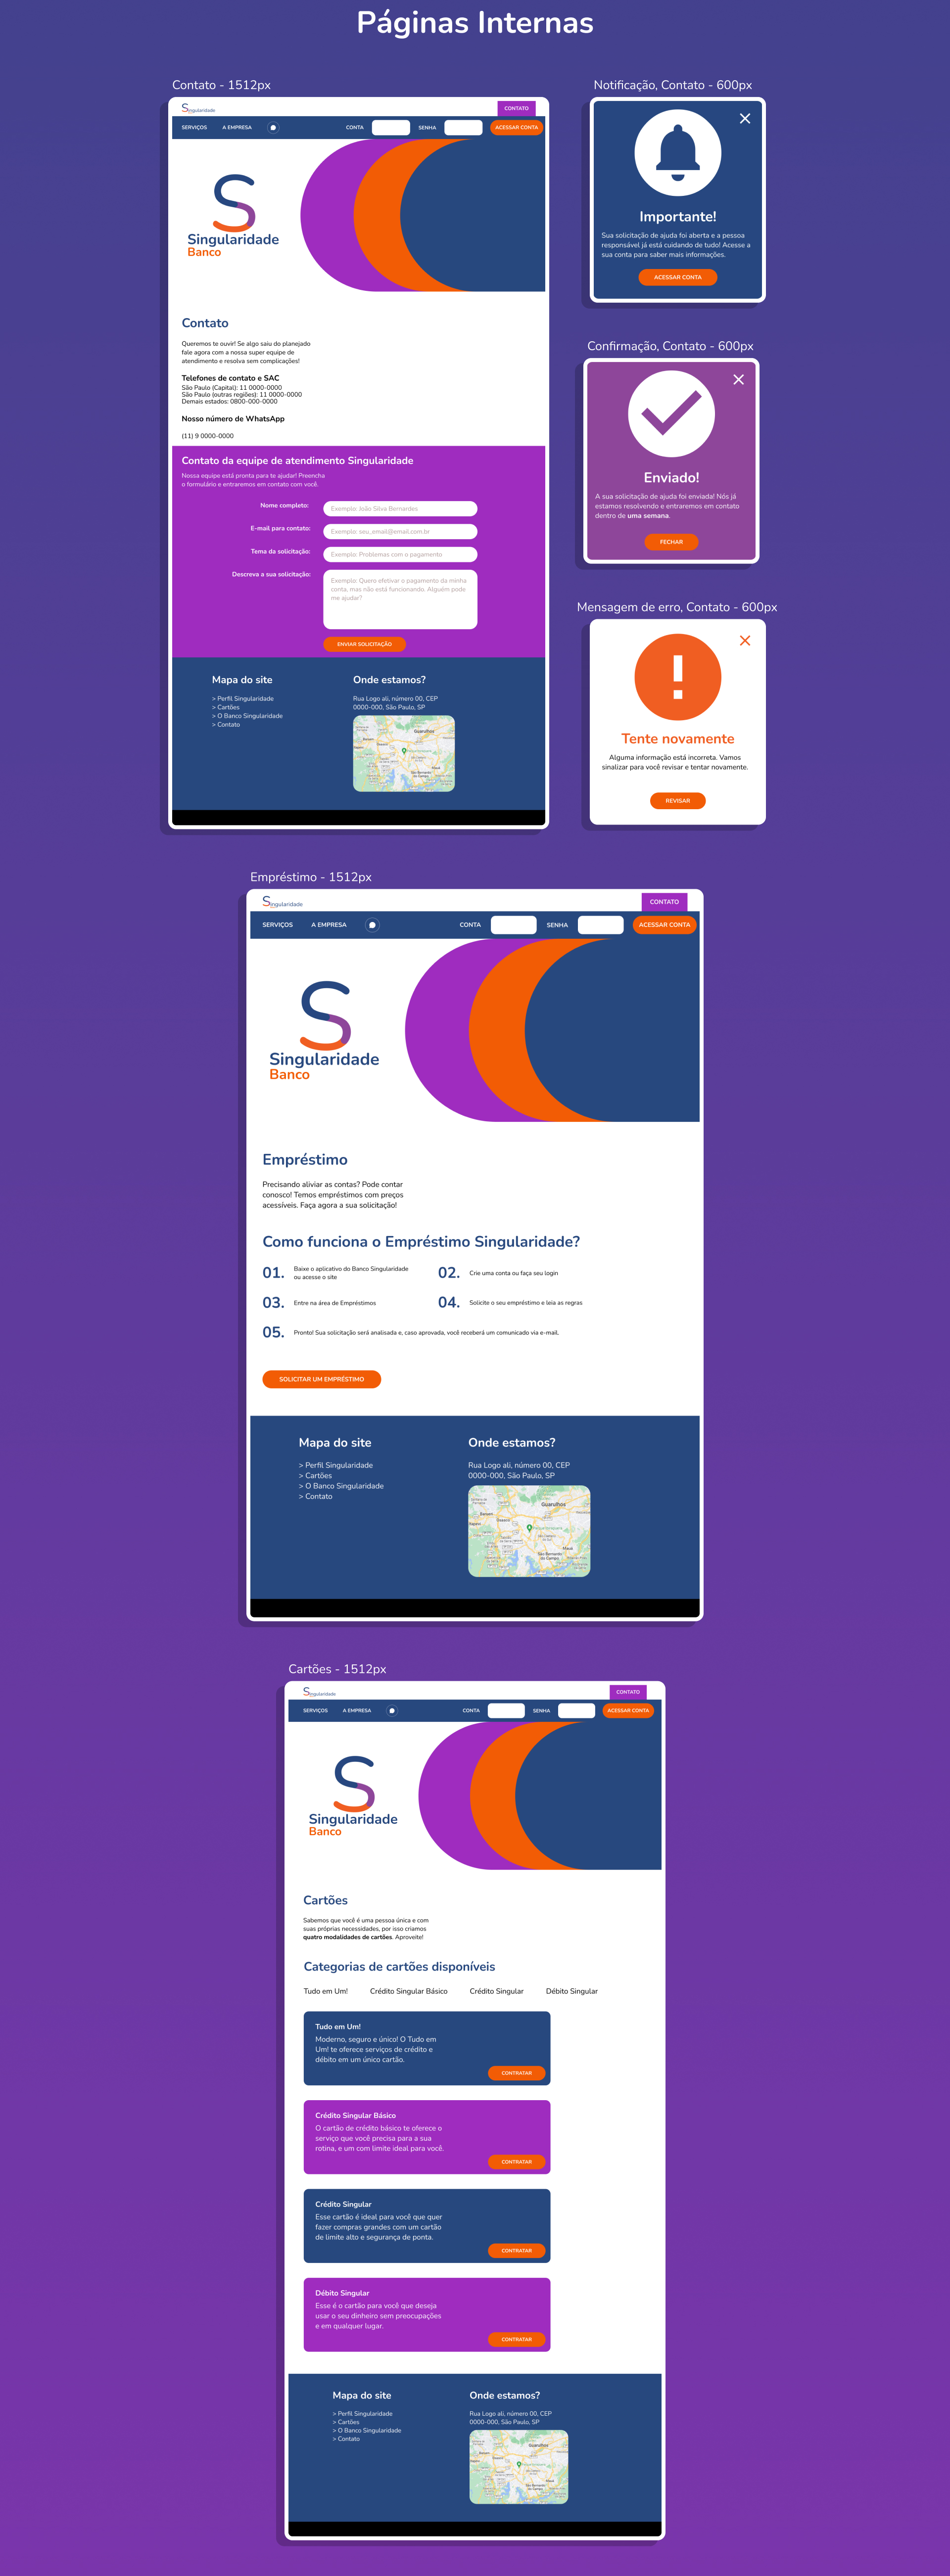 Páginas Internas
Contato - 1512px
Singularidade
CONTATO
SERVIÇOS
A EMPRESA
CONTA
SENHA
ACESSAR CONTA
Singularidade
Banco
Contato
Queremos te ouvir! Se algo saiu do planejado
fale agora com a nossa super equipe de
atendimento e resolva sem complicações!
Telefones de contato e SAC
São Paulo (Capital): 11 0000-0000
São Paulo (outras regiões): 11 0000-0000
Demais estados: 0800-000-0000
Nosso número de WhatsApp
(11) 9 0000-0000
Contato da equipe de atendimento Singularidade
Nossa equipe está pronta para te ajudar! Preencha
o formulário e entraremos em contato com você.
Nome completo:
Exemplo: João Silva Bernardes
E-mail para contato:
Exemplo: seu_email@email.com.br
Tema da solicitação:
Exemplo: Problemas com o pagamento
Descreva a sua solicitação:
Exemplo: Quero efetivar o pagamento da minha
conta, mas não está funcionando. Alguém pode
me ajudar?
ENVIAR SOLICITAÇÃO
Mapa do site
> Perfil Singularidade
> Cartões
> O Banco Singularidade
> Contato
Onde estamos?
Rua Logo ali, número 00, CEP
0000-000, São Paulo, SP
Guarulhos
Notificação, Contato - 600px
Importante!
Sua solicitação de ajuda foi aberta e a pessoa
responsável já está cuidando de tudo! Acesse a
sua conta para saber mais informações.
ACESSAR CONTA
Confirmação, Contato - 600px
Enviado!
A sua solicitação de ajuda foi enviada! Nós já
estamos resolvendo e entraremos em contato
dentro de uma semana.
FECHAR
Mensagem de erro, Contato - 600px
Tente novamente
Alguma informação está incorreta. Vamos
sinalizar para você revisar e tentar novamente.
REVISAR
Empréstimo - 1512px
Singularidade
CONTATO
SERVIÇOS
A EMPRESA
CONTA
SENHA
ACESSAR CONTA
Singularidade
Banco
Empréstimo
Precisando aliviar as contas? Pode contar
conosco! Temos empréstimos com preços
acessíveis. Faça agora a sua solicitação!
Como funciona o Empréstimo Singularidade?
01.
Baixe o aplicativo do Banco Singularidade
ou acesse o site
02.
Crie uma conta ou faça seu login
03.
Entre na área de Empréstimos
04.
Solicite o seu empréstimo e leia as regras
05.
Pronto! Sua solicitação será analisada e, caso aprovada, você receberá um comunicado via e-mail.
SOLICITAR UM EMPRÉSTIMO
Mapa do site
> Perfil Singularidade
> Cartões
> O Banco Singularidade
> Contato
Onde estamos?
Rua Logo ali, número 00, CEP
0000-000, São Paulo, SP
Guarulhos
Barueri
Osasco
Mauá
São Bernardo
do Campo
Cartões - 1512px
Singularidade
CONTATO
SERVIÇOS
A EMPRESA
CONTA
SENHA
ACESSAR CONTA
Singularidade
Banco
Cartões
Sabemos que você é uma pessoa única e com
suas próprias necessidades, por isso criamos
quatro modalidades de cartões. Aproveite!
Categorias de cartões disponíveis
Tudo em Um!
Crédito Singular Básico
Crédito Singular
Débito Singular
Tudo em Um!
Moderno, seguro e único! O Tudo em
Um! te oferece serviços de crédito e
débito em um único cartão.
CONTRATAR
Crédito Singular Básico
O cartão de crédito básico te oferece o
serviço que você precisa para a sua
rotina, e um com limite ideal para você.
CONTRATAR
Crédito Singular
Esse cartão é ideal para você que quer
fazer compras grandes com um cartão
de limite alto e segurança de ponta.
CONTRATAR
Débito Singular
Esse é o cartão para você que deseja
usar o seu dinheiro sem preocupações
e em qualquer lugar.
CONTRATAR
Mapa do site
> Perfil Singularidade
> Cartões
> O Banco Singularidade
> Contato
Onde estamos?
Rua Logo ali, número 00, CEP
0000-000, São Paulo, SP
Guarulhos